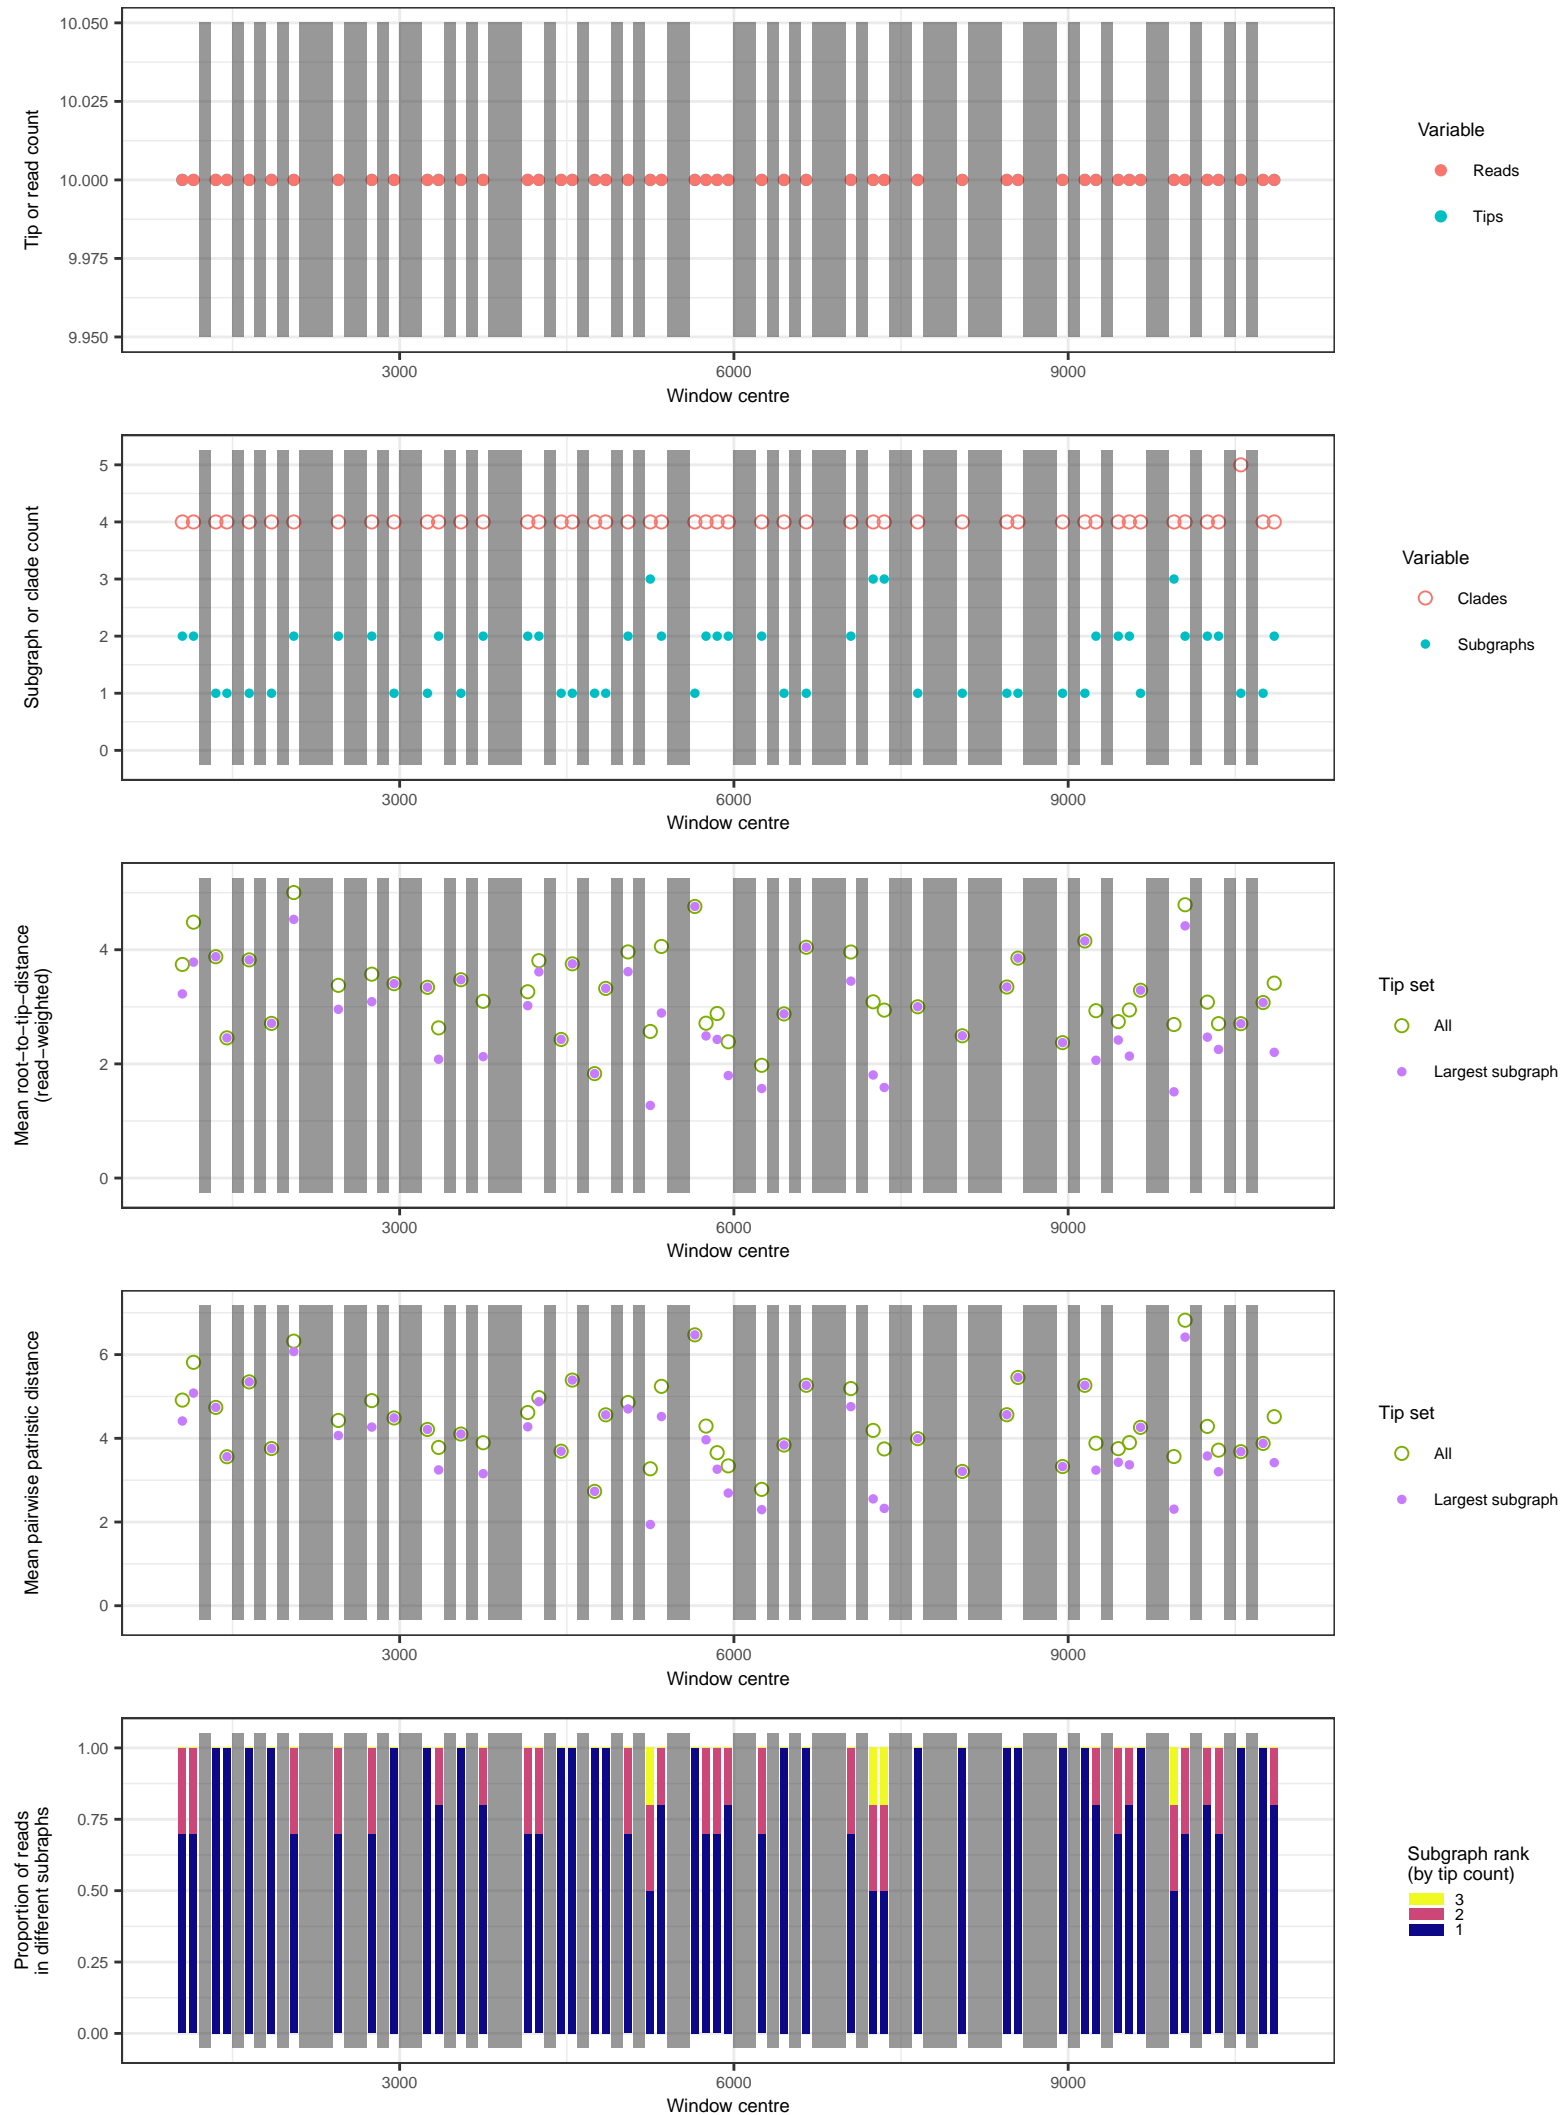 10.050
10.025
10.000
9.975
9.950
Tip or read count
3000
6000
9000
Window centre
Variable
Reads
Tips
5
4
3
2
1
0
Subgraph or clade count
3000
6000
9000
Window centre
Variable
Clades
Subgraphs
4
2
0
Mean root−to−tip−distance
(read−weighted)
3000
6000
9000
Window centre
Tip set
All
Largest subgraph
6
4
2
0
Mean pairwise patristic distance
3000
6000
9000
Window centre
Tip set
All
Largest subgraph
1.00
0.75
0.50
0.25
0.00
Proportion of reads
in different subraphs
3000
6000
9000
Window centre
Subgraph rank
(by tip count)
3
2
1